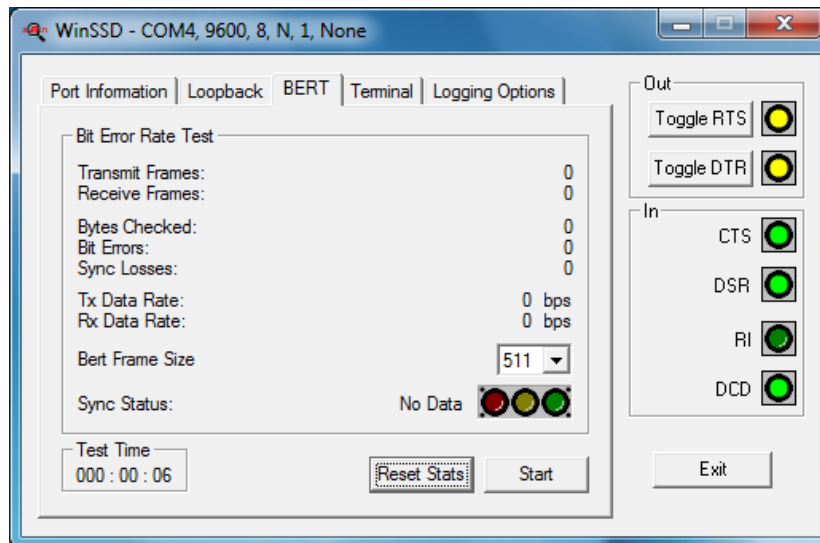 WinSSD - COM4, 9600, 8, N, 1, None
Port Information
Loopback
BERT
Terminal
Logging Options
Bit Error Rate Test
Transmit Frames: 0
Receive Frames: 0
Bytes Checked: 0
Bit Errors: 0
Sync Losses: 0
Tx Data Rate: 0 bps
Rx Data Rate: 0 bps
Bert Frame Size 511
Sync Status: No Data
Test Time
000 : 00 : 06
Reset Stats
Start
Out
Toggle RTS
Toggle DTR
In
CTS
DSR
RI
DCD
Exit